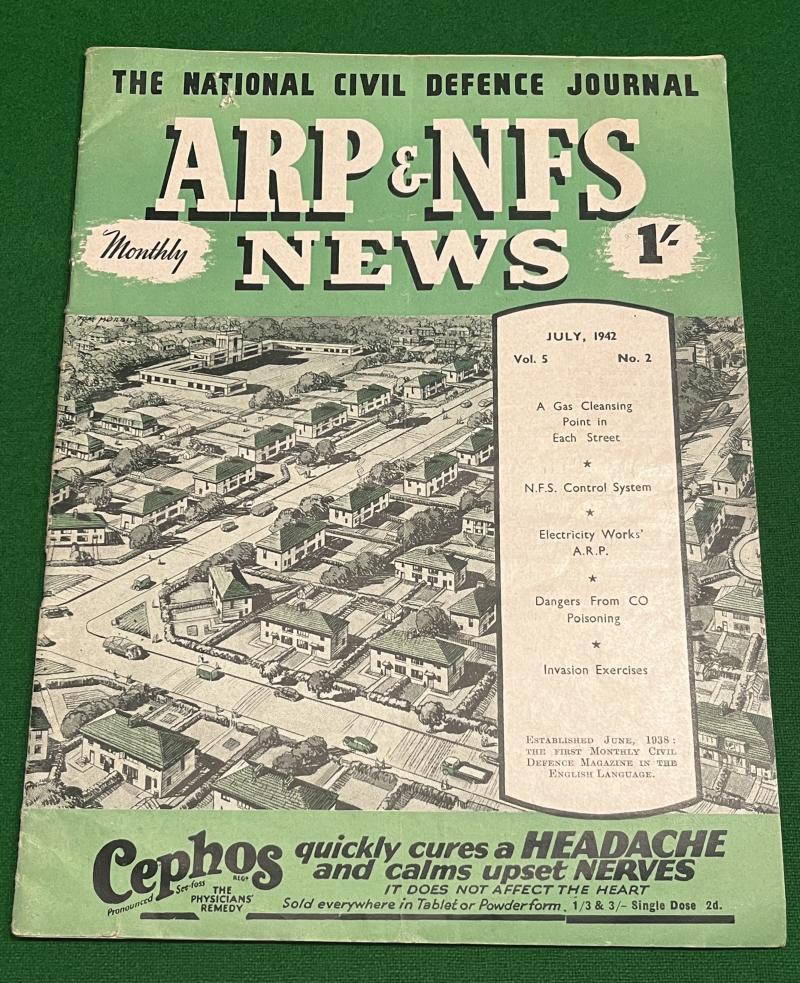 THE NATIONAL CIVIL DEFENCE JOURNAL
ARP & NFS
Monthly
NEWS
1/-
JULY, 1942
Vol. 5 No. 2
A Gas Cleansing
Point in
Each Street
★
N.F.S. Control System
★
Electricity Works'
A.R.P.
★
Dangers From CO
Poisoning
★
Invasion Exercises
ESTABLISHED JUNE, 1938:
THE FIRST MONTHLY CIVIL
DEFENCE MAGAZINE IN THE
ENGLISH LANGUAGE.
Cephos
REGD
Pronounced See-foss
THE
PHYSICIANS'
REMEDY
quickly cures a HEADACHE
and calms upset NERVES
IT DOES NOT AFFECT THE HEART
Sold everywhere in Tablet or Powder form, 1/3 & 3/- Single Dose 2d.